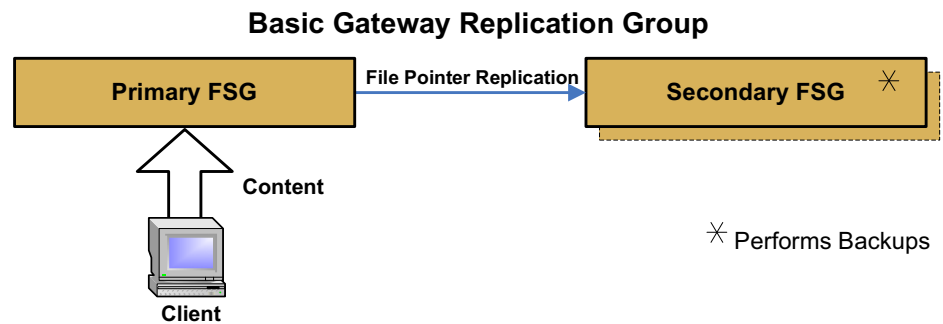 Basic Gateway Replication Group
Primary FSG
File Pointer Replication
Secondary FSG *
Content
Client
* Performs Backups